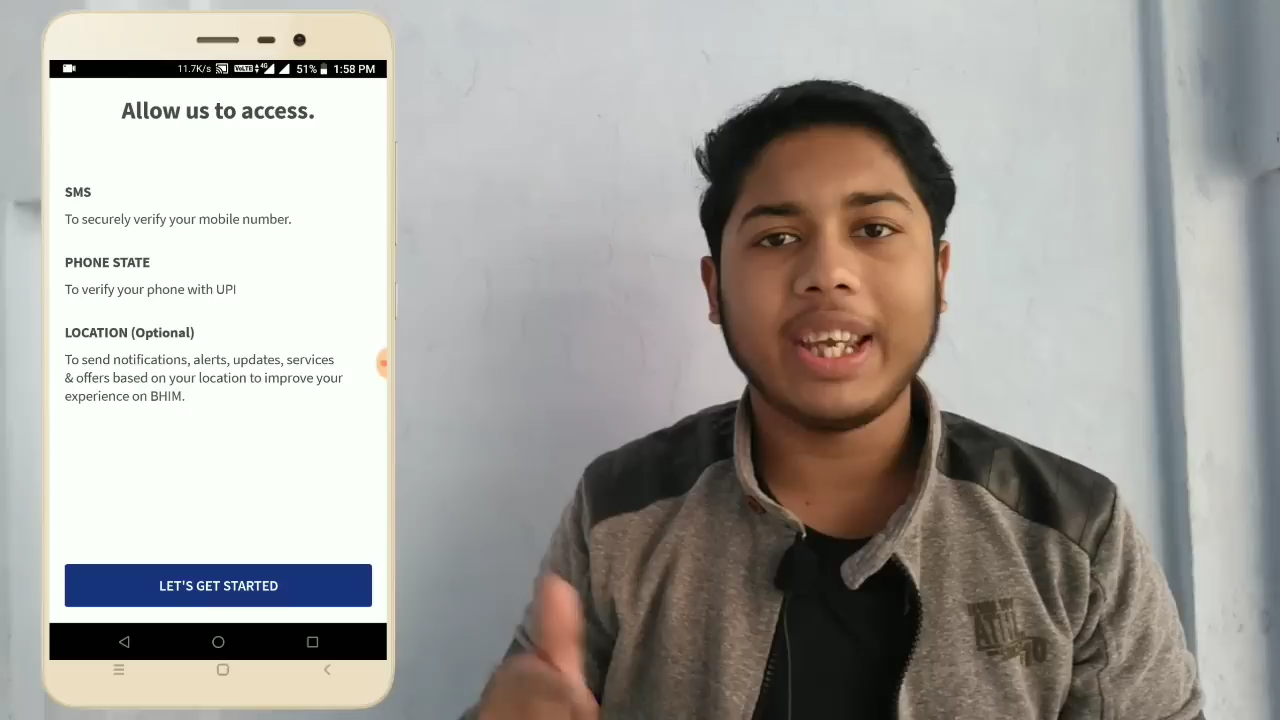 11.7K/s VoLTE 4G 51% 1:58 PM
Allow us to access.
SMS
To securely verify your mobile number.
PHONE STATE
To verify your phone with UPI
LOCATION (Optional)
To send notifications, alerts, updates, services
& offers based on your location to improve your
experience on BHIM.
LET'S GET STARTED